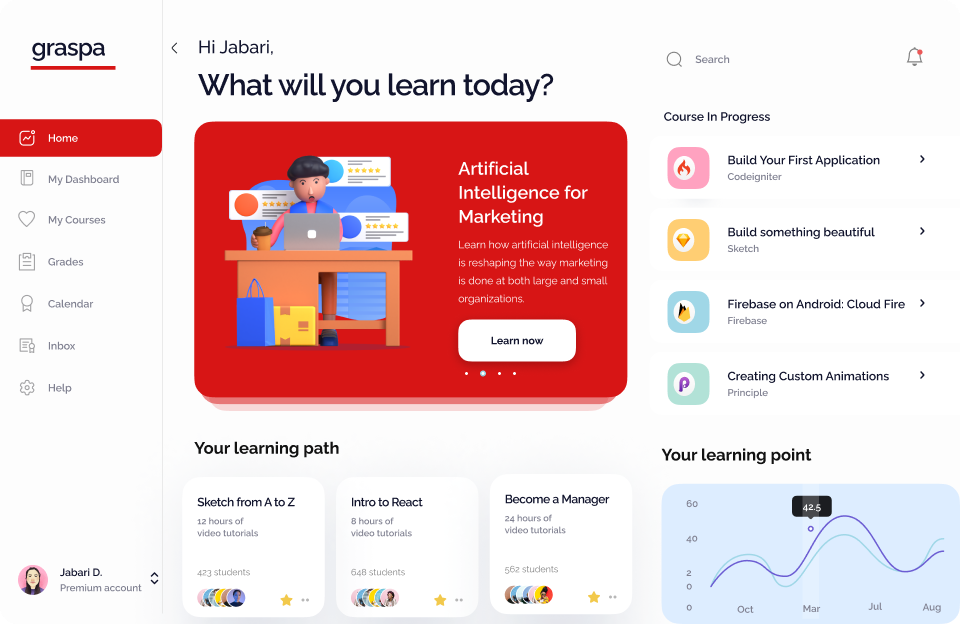 graspa
Home
My Dashboard
My Courses
Grades
Calendar
Inbox
Help
Jabari D.
Premium account
Hi Jabari,
What will you learn today?
Artificial
Intelligence for
Marketing
Learn how artificial intelligence
is reshaping the way marketing
is done at both large and small
organizations.
Learn now
Your learning path
Sketch from A to Z
12 hours of
video tutorials
423 students
Intro to React
8 hours of
video tutorials
648 students
Become a Manager
24 hours of
video tutorials
562 students
Search
Course In Progress
Build Your First Application
Codeigniter
Build something beautiful
Sketch
Firebase on Android: Cloud Fire
Firebase
Creating Custom Animations
Principle
Your learning point
60
42.5
40
2
0
0
Oct
Mar
Jul
Aug